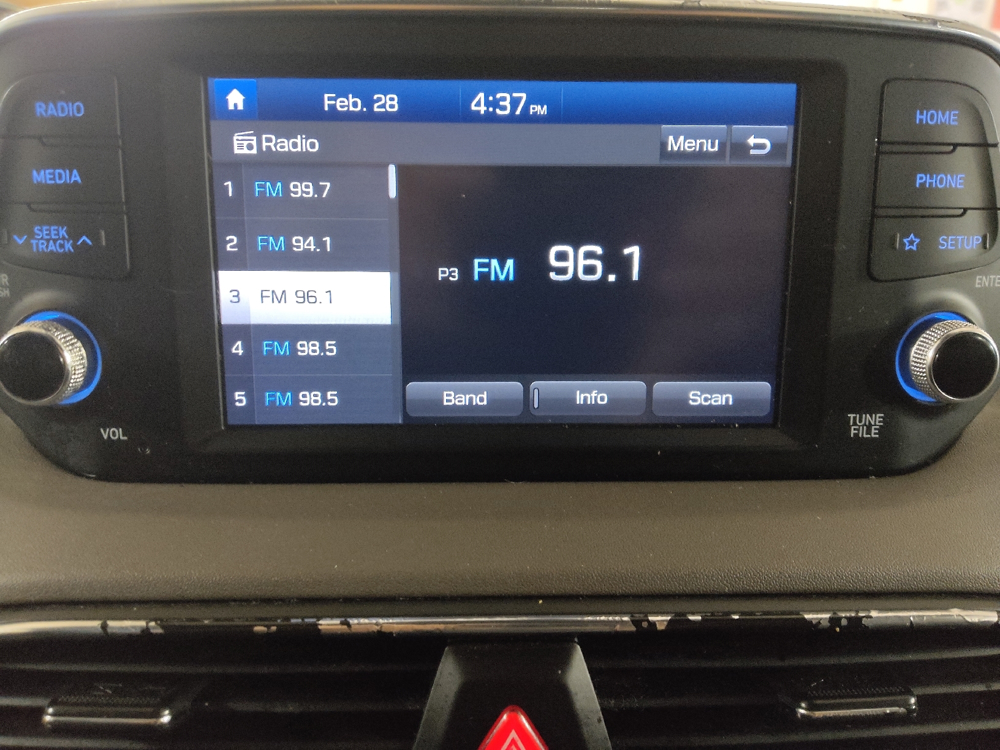 RADIO
MEDIA
SEEK
TRACK
VOL
Feb. 28
4:37 PM
Radio
Menu
1 FM 99.7
2 FM 94.1
3 FM 96.1
4 FM 98.5
5 FM 98.5
P3 FM 96.1
Band
Info
Scan
HOME
PHONE
SETUP
TUNE
FILE